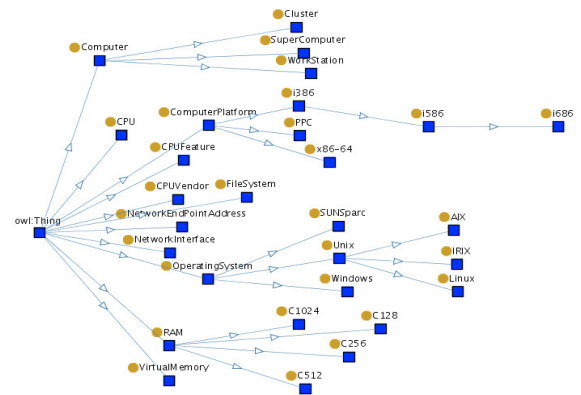 Cluster
SuperComputer
Computer
WorkStation
i386
ComputerPlatform
i586
i686
CPU
PPC
CPUFeature
x86-64
CPUVendor
FileSystem
NetworkEndPointAddress
SUNSparc
AIX
owl:Thing
NetworkInterface
Unix
IRIX
OperatingSystem
Windows
Linux
C1024
C128
RAM
C256
VirtualMemory
C512